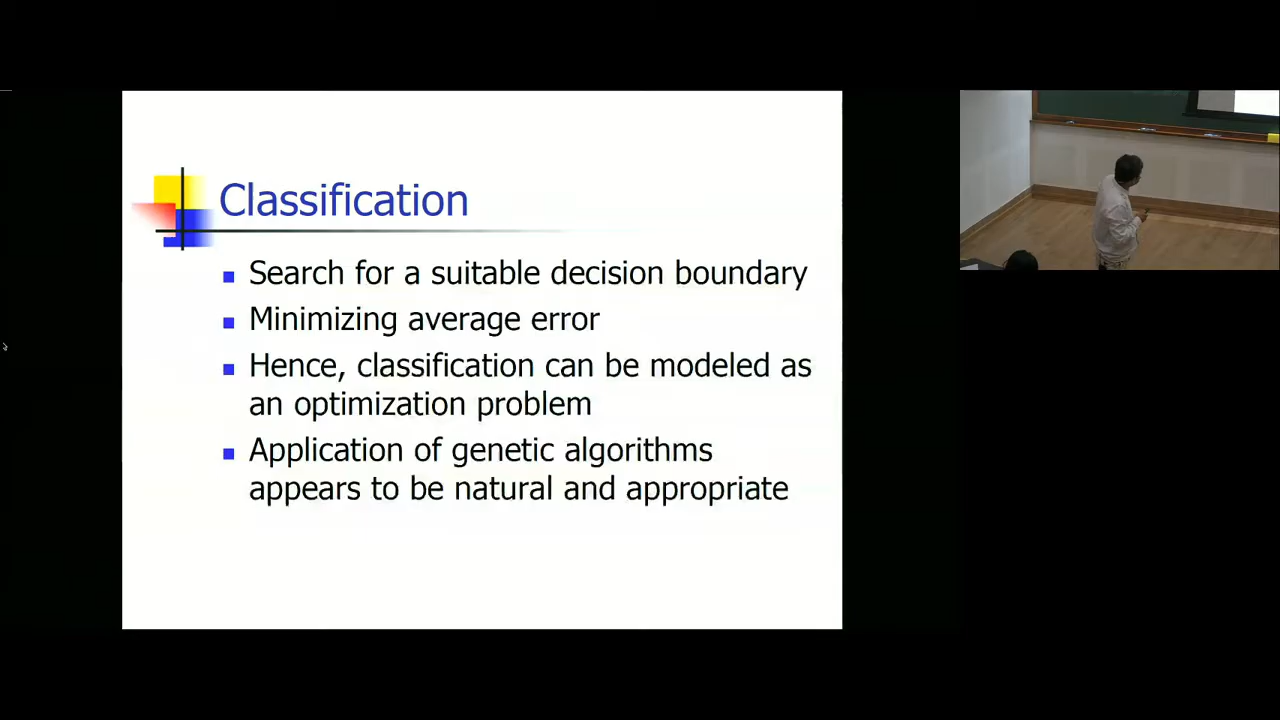 Classification
Search for a suitable decision boundary
Minimizing average error
Hence, classification can be modeled as
an optimization problem
Application of genetic algorithms
appears to be natural and appropriate